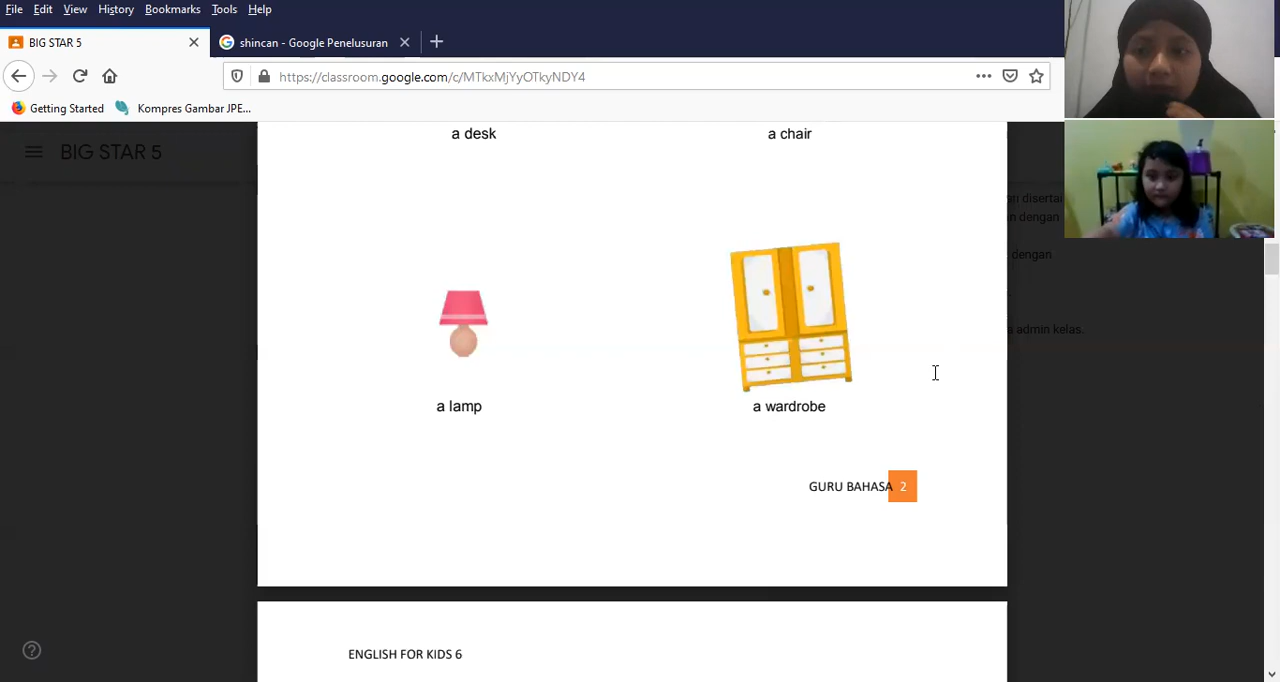 File Edit View History Bookmarks Tools Help
BIG STAR 5
shincan - Google Penelusuran
https://classroom.google.com/c/MTkxMjYyOTkyNDY4
Getting Started
Kompres Gambar JPE...
BIG STAR 5
a desk
a chair
disertai
n dengan
dengan
a lamp
a wardrobe
a admin kelas.
GURU BAHASA 2
ENGLISH FOR KIDS 6